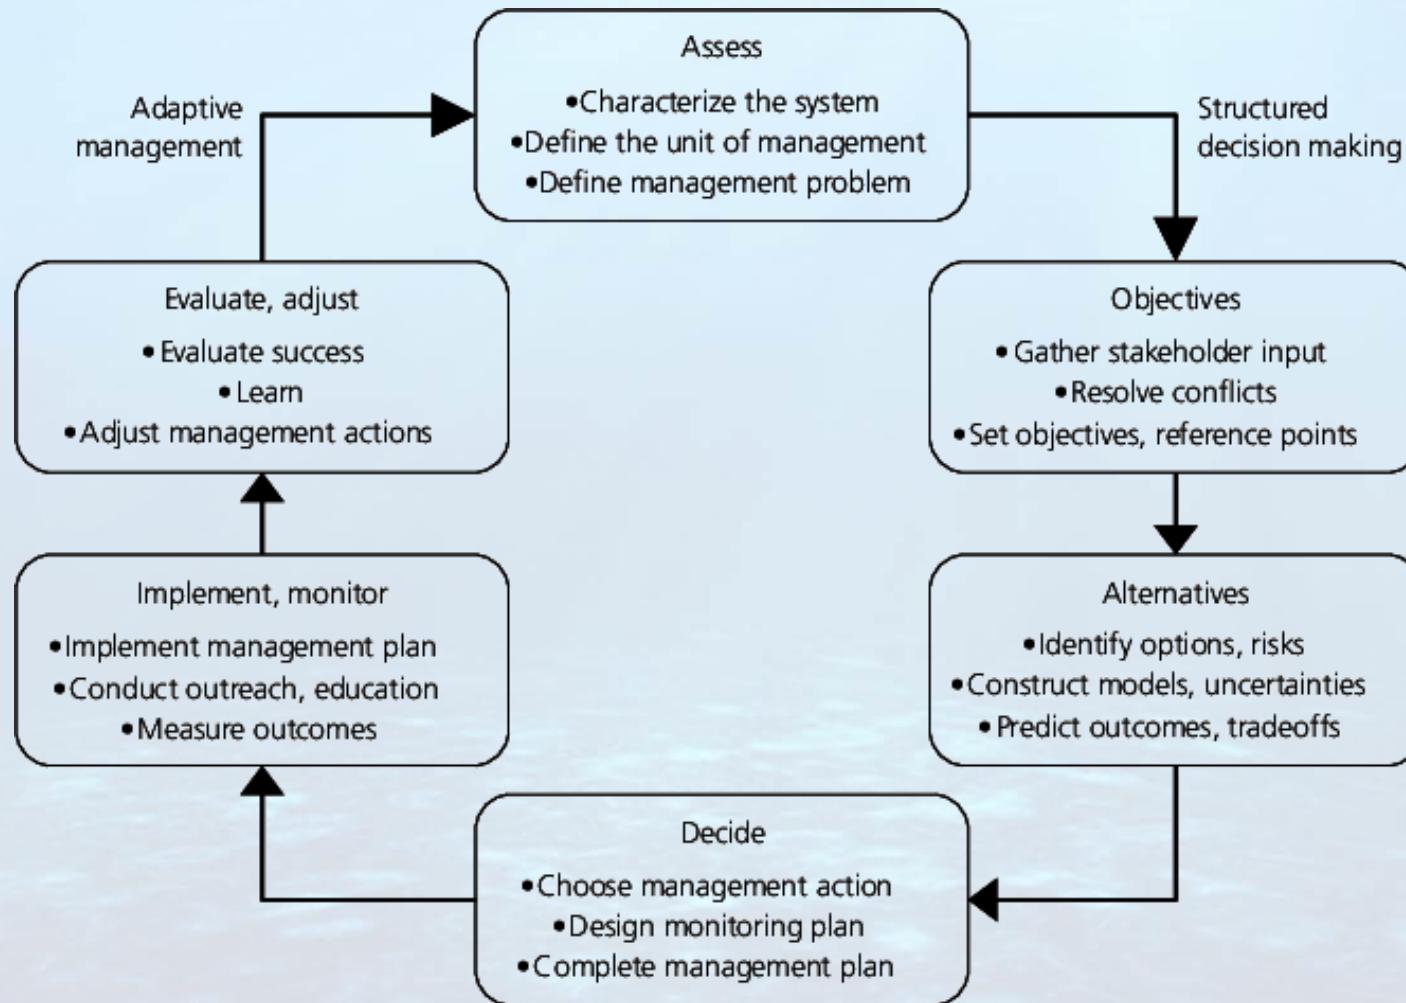 Assess
•Characterize the system
•Define the unit of management
•Define management problem
Structured
decision making
Objectives
• Gather stakeholder input
•Resolve conflicts
•Set objectives, reference points
Alternatives
•Identify options, risks
•Construct models, uncertainties
•Predict outcomes, tradeoffs
Decide
•Choose management action
•Design monitoring plan
•Complete management plan
Implement, monitor
•Implement management plan
•Conduct outreach, education
•Measure outcomes
Evaluate, adjust
•Evaluate success
•Learn
•Adjust management actions
Adaptive
management